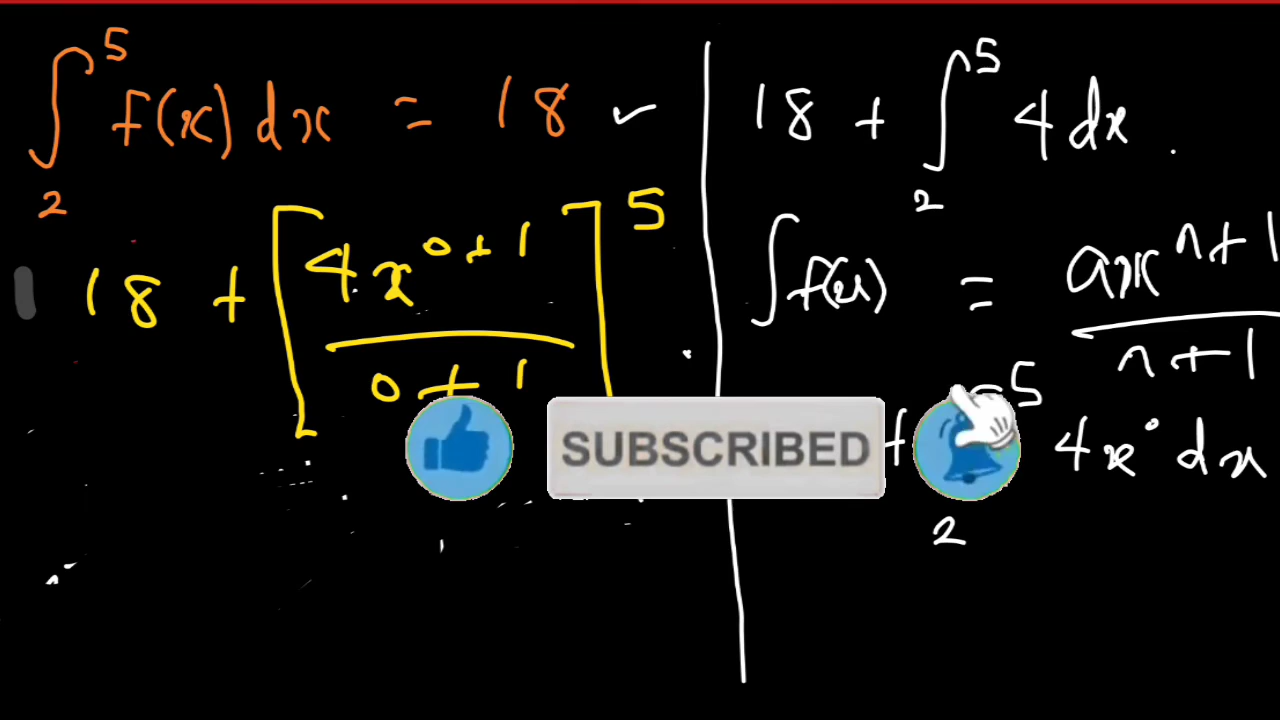 ∫₂⁵ f(x) dx = 18 ✓
18 + [4x⁰⁺¹ / 0+1]⁵
18 + ∫₂⁵ 4 dx .
∫f(x) = axⁿ⁺¹ / n+1
+ ₂⁵ 4x⁰ dx
SUBSCRIBED